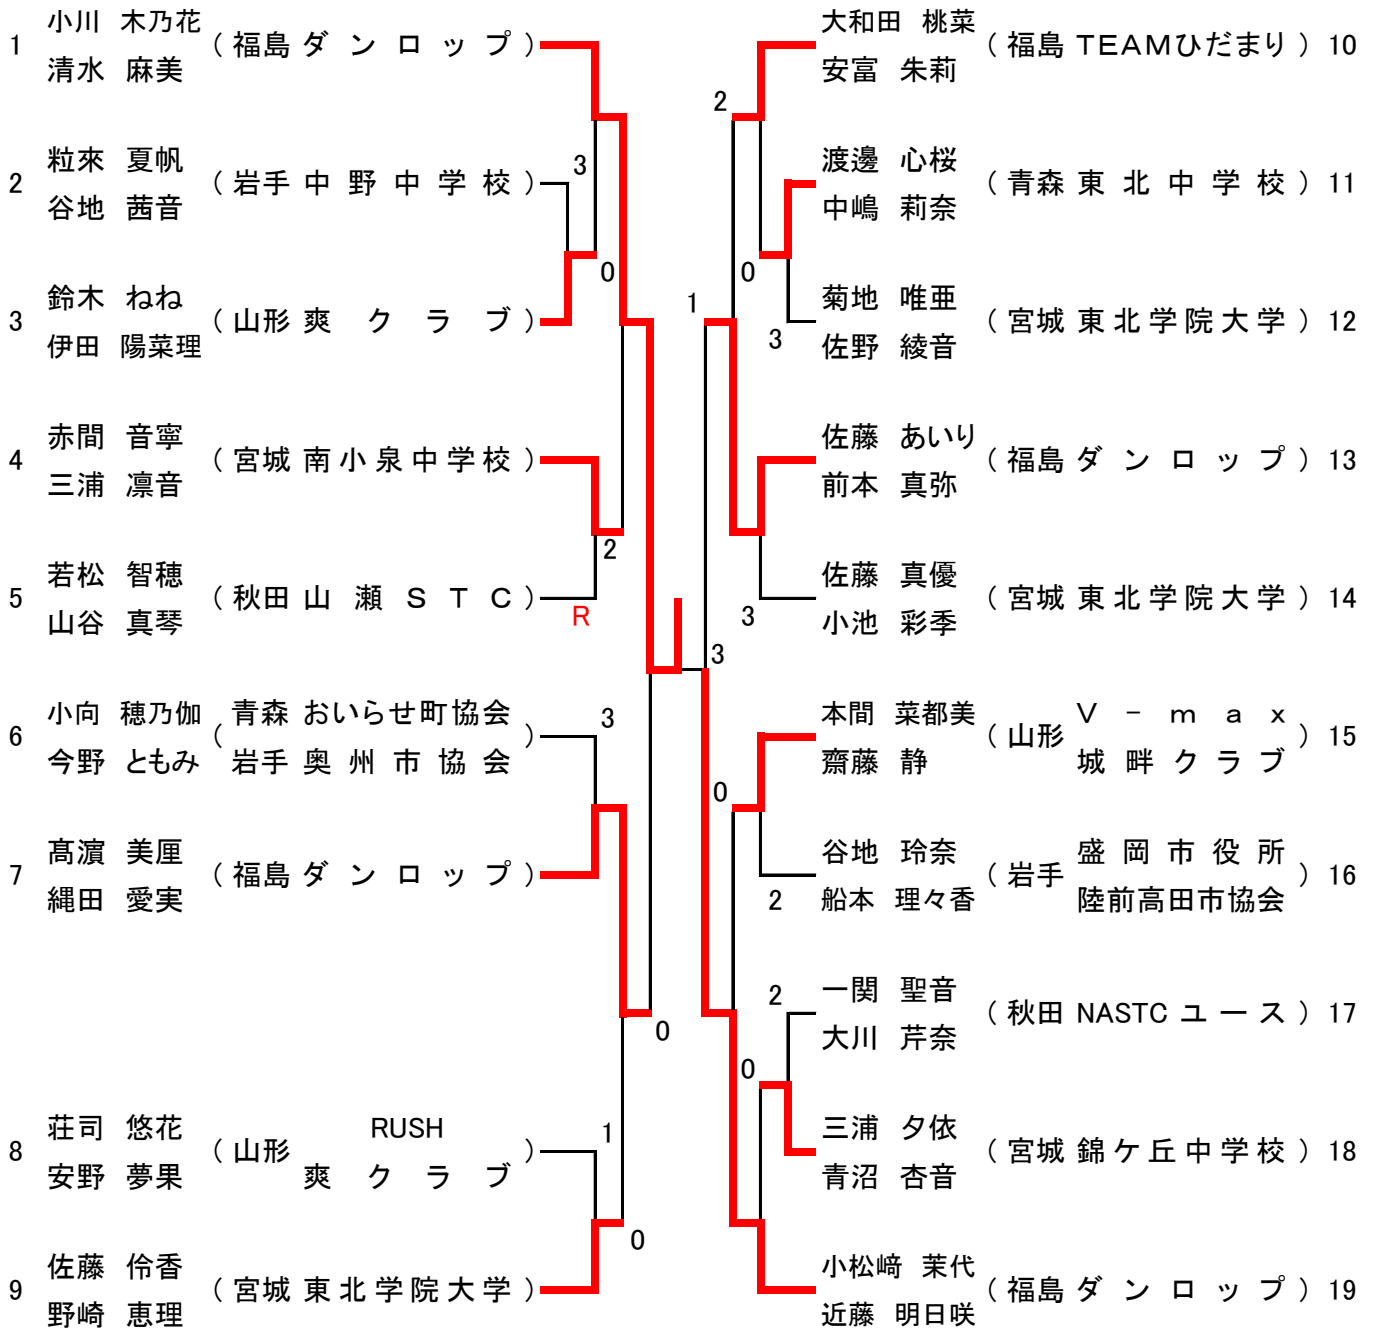 1 小川 木乃花 ( 福島 ダンロップ )
清水 麻美
3
2 粒來 夏帆 ( 岩手 中野中学校 )
谷地 茜音
0
3 鈴木 ねね ( 山形 爽クラブ )
伊田 陽菜理
4 赤間 音寧 ( 宮城 南小泉中学校 )
三浦 凛音
2
5 若松 智穂 ( 秋田 山瀬STC )
山谷 真琴
R
3
6 小向 穂乃伽 ( 青森 おいらせ町協会
今野 ともみ 岩手 奥州市協会 )
7 髙濵 美厘 ( 福島 ダンロップ )
縄田 愛実
0
1
8 荘司 悠花 ( 山形 RUSH
安野 夢果 爽クラブ )
0
9 佐藤 伶香 ( 宮城 東北学院大学 )
野崎 恵理
大和田 桃菜 ( 福島 TEAMひだまり ) 10
安富 朱莉
2
渡邊 心桜 ( 青森 東北中学校 ) 11
中嶋 莉奈
0
1
菊地 唯亜 ( 宮城 東北学院大学 ) 12
佐野 綾音
3
佐藤 あいり ( 福島 ダンロップ ) 13
前本 真弥
佐藤 真優 ( 宮城 東北学院大学 ) 14
小池 彩季
3
3
本間 菜都美 ( 山形 V-max
齋藤 静 城畔クラブ ) 15
0
谷地 玲奈 ( 岩手 盛岡市役所
船本 理々香 陸前高田市協会 ) 16
2
2
一関 聖音 ( 秋田 NASTCユース ) 17
大川 芹奈
0
三浦 夕依 ( 宮城 錦ケ丘中学校 ) 18
青沼 杏音
小松﨑 茉代 ( 福島 ダンロップ ) 19
近藤 明日咲